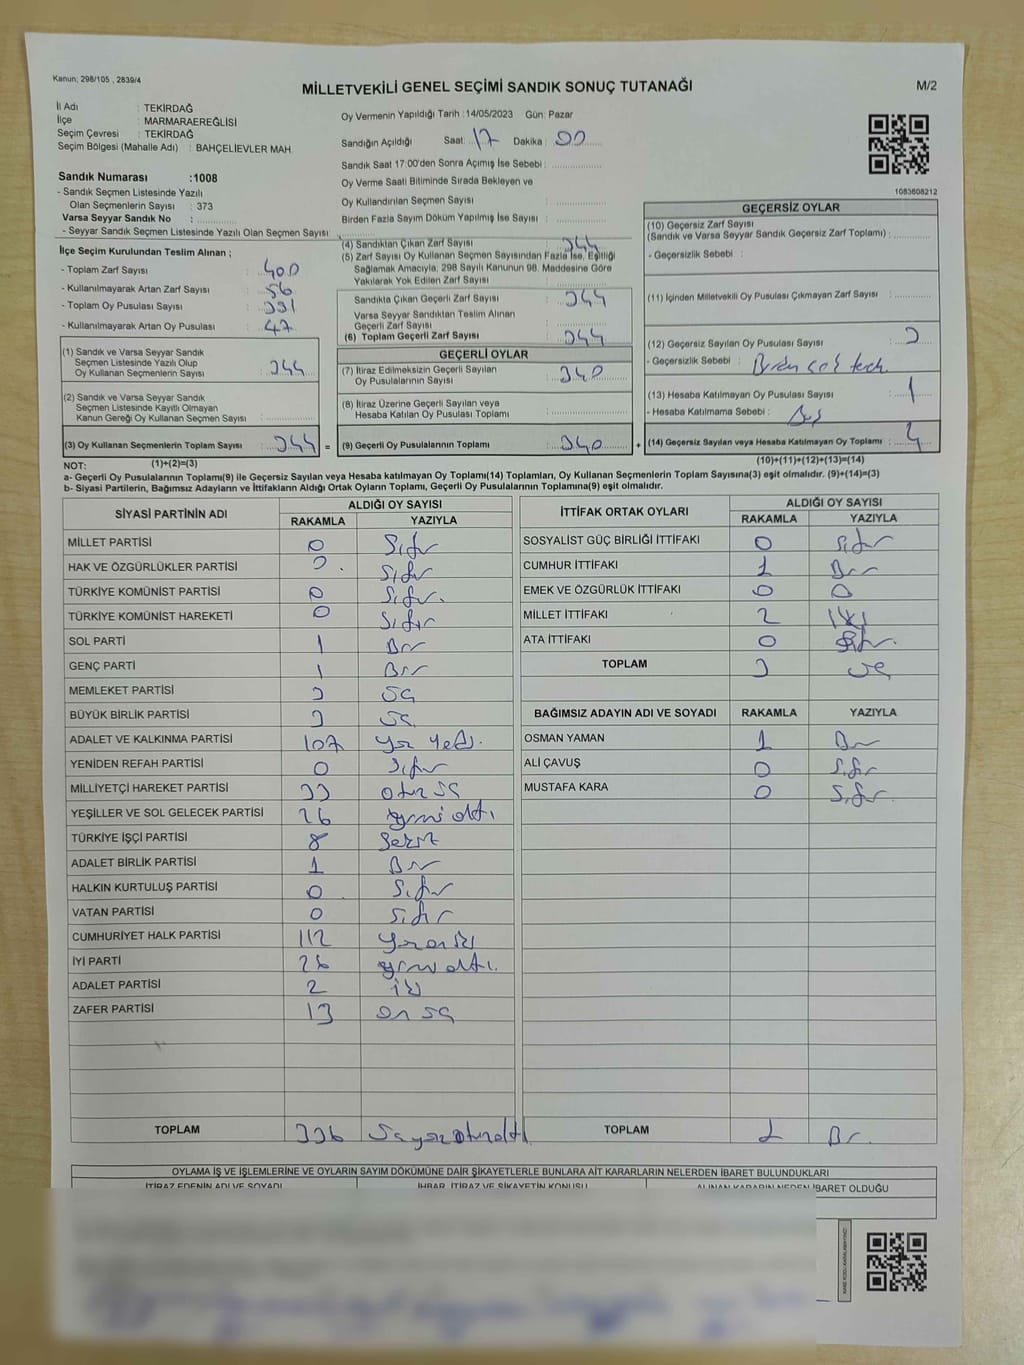 Kanun; 298/105 , 2839/4
MİLLETVEKİLİ GENEL SEÇİMİ SANDIK SONUÇ TUTANAĞI
M/2
İl Adı : TEKİRDAĞ
İlçe : MARMARAEREĞLİSİ
Seçim Çevresi : TEKİRDAĞ
Seçim Bölgesi (Mahalle Adı) : BAHÇELİEVLER MAH.
Sandık Numarası :1008
- Sandık Seçmen Listesinde Yazılı
Olan Seçmenlerin Sayısı : 373
Varsa Seyyar Sandık No :
- Seyyar Sandık Seçmen Listesinde Yazılı Olan Seçmen Sayısı :
Oy Vermenin Yapıldığı Tarih :14/05/2023 Gün: Pazar
Sandığın Açıldığı Saat: 17 Dakika : 00
Sandık Saat 17:00'den Sonra Açımış İse Sebebi :
Oy Verme Saati Bitiminde Sırada Bekleyen ve
Oy Kullandırılan Seçmen Sayısı :
Birden Fazla Sayım Döküm Yapılmış İse Sayısı :
1083608212
İlçe Seçim Kurulundan Teslim Alınan ;
- Toplam Zarf Sayısı : 400
- Kullanılmayarak Artan Zarf Sayısı : 56
- Toplam Oy Pusulası Sayısı : 391
- Kullanılmayarak Artan Oy Pusulası : 47
(1) Sandık ve Varsa Seyyar Sandık
Seçmen Listesinde Yazılı Olup
Oy Kullanan Seçmenlerin Sayısı : 344
(2) Sandık ve Varsa Seyyar Sandık
Seçmen Listesinde Kayıtlı Olmayan
Kanun Gereği Oy Kullanan Seçmen Sayısı :
(3) Oy Kullanan Seçmenlerin Toplam Sayısı : 344 =
(4) Sandıktan Çıkan Zarf Sayısı : 344
(5) Zarf Sayısı Oy Kullanan Seçmen Sayısından Fazla İse, Eşitliği
Sağlamak Amacıyla, 298 Sayılı Kanunun 98. Maddesine Göre
Yakılarak Yok Edilen Zarf Sayısı :
Sandıkta Çıkan Geçerli Zarf Sayısı : 344
Varsa Seyyar Sandıktan Teslim Alınan
Geçerli Zarf Sayısı :
(6) Toplam Geçerli Zarf Sayısı : 344
GEÇERLİ OYLAR
(7) İtiraz Edilmeksizin Geçerli Sayılan
Oy Pusulalarının Sayısı : 340
(8) İtiraz Üzerine Geçerli Sayılan veya
Hesaba Katılan Oy Pusulası Toplamı :
(9) Geçerli Oy Pusulalarının Toplamı : 340 +
GEÇERSİZ OYLAR
(10) Geçersiz Zarf Sayısı
(Sandık ve Varsa Seyyar Sandık Geçersiz Zarf Toplamı) :
- Geçersizlik Sebebi :
(11) İçinden Milletvekili Oy Pusulası Çıkmayan Zarf Sayısı :
(12) Geçersiz Sayılan Oy Pusulası Sayısı : 3
- Geçersizlik Sebebi :
(13) Hesaba Katılmayan Oy Pusulası Sayısı : 1
- Hesaba Katılmama Sebebi : Boş
(14) Geçersiz Sayılan veya Hesaba Katılmayan Oy Toplamı : 4
NOT: (1)+(2)=(3)
(10)+(11)+(12)+(13)=(14)
a- Geçerli Oy Pusulalarının Toplamı(9) ile Geçersiz Sayılan veya Hesaba katılmayan Oy Toplamı(14) Toplamları, Oy Kullanan Seçmenlerin Toplam Sayısına(3) eşit olmalıdır. (9)+(14)=(3)
b- Siyasi Partilerin, Bağımsız Adayların ve İttifakların Aldığı Ortak Oyların Toplamı, Geçerli Oy Pusulalarının Toplamına(9) eşit olmalıdır.
SİYASİ PARTİNİN ADI ALDIĞI OY SAYISI
RAKAMLA YAZIYLA
MİLLET PARTİSİ 0 Sıfır
HAK VE ÖZGÜRLÜKLER PARTİSİ 0 Sıfır
TÜRKİYE KOMÜNİST PARTİSİ 0 Sıfır
TÜRKİYE KOMÜNİST HAREKETİ 0 Sıfır
SOL PARTİ 1 Bir
GENÇ PARTİ 1 Bir
MEMLEKET PARTİSİ 3 üç
BÜYÜK BİRLİK PARTİSİ 3 üç
ADALET VE KALKINMA PARTİSİ 107 yüz yedi
YENİDEN REFAH PARTİSİ 0 Sıfır
MİLLİYETÇİ HAREKET PARTİSİ 33 otuz üç
YEŞİLLER VE SOL GELECEK PARTİSİ 26 yirmi altı
TÜRKİYE İŞÇİ PARTİSİ 8 Sekiz
ADALET BİRLİK PARTİSİ 1 Bir
HALKIN KURTULUŞ PARTİSİ 0 Sıfır
VATAN PARTİSİ 0 Sıfır
CUMHURİYET HALK PARTİSİ 112 yüz on iki
İYİ PARTİ 26 yirmi altı
ADALET PARTİSİ 2 iki
ZAFER PARTİSİ 13 on üç
TOPLAM 336 üç yüz otuz altı
İTTİFAK ORTAK OYLARI ALDIĞI OY SAYISI
RAKAMLA YAZIYLA
SOSYALİST GÜÇ BİRLİĞİ İTTİFAKI 0 Sıfır
CUMHUR İTTİFAKI 1 Bir
EMEK VE ÖZGÜRLÜK İTTİFAKI 0 0
MİLLET İTTİFAKI 2 İki
ATA İTTİFAKI 0 Sıfır
TOPLAM 3 üç
BAĞIMSIZ ADAYIN ADI VE SOYADI RAKAMLA YAZIYLA
OSMAN YAMAN 1 Bir
ALİ ÇAVUŞ 0 Sıfır
MUSTAFA KARA 0 Sıfır
TOPLAM 1 Bir
OYLAMA İŞ VE İŞLEMLERİNE VE OYLARIN SAYIM DÖKÜMÜNE DAİR ŞİKAYETLERLE BUNLARA AİT KARARLARIN NELERDEN İBARET BULUNDUKLARI
İTİRAZ EDENİN ADI VE SOYADI
İHBAR, İTİRAZ VE ŞİKAYETİN KONUSU
ALINAN KARARIN NEDEN İBARET OLDUĞU